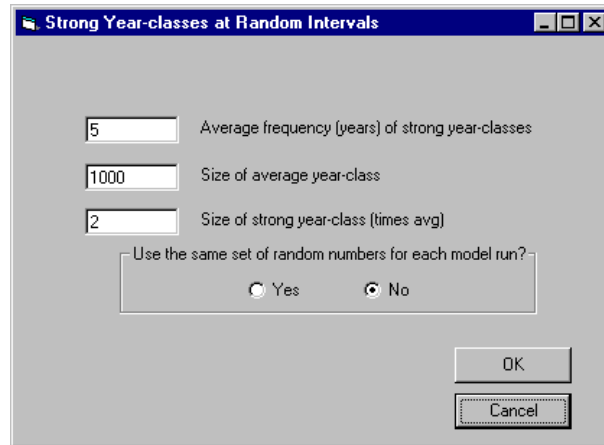 Strong Year-classes at Random Intervals
5 Average frequency (years) of strong year-classes
1000 Size of average year-class
2 Size of strong year-class (times avg)
Use the same set of random numbers for each model run?
Yes No
OK
Cancel